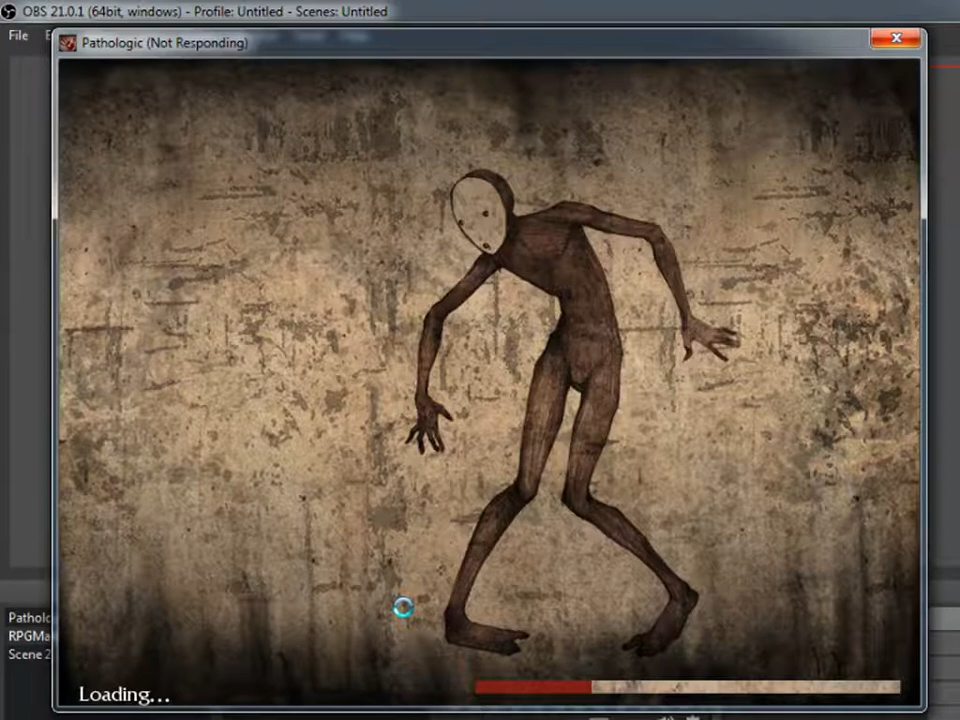 OBS 21.0.1 (64bit, windows) - Profile: Untitled - Scenes: Untitled
File
Pathologic (Not Responding)
Patholo
RPGMa
Scene 2
Loading...